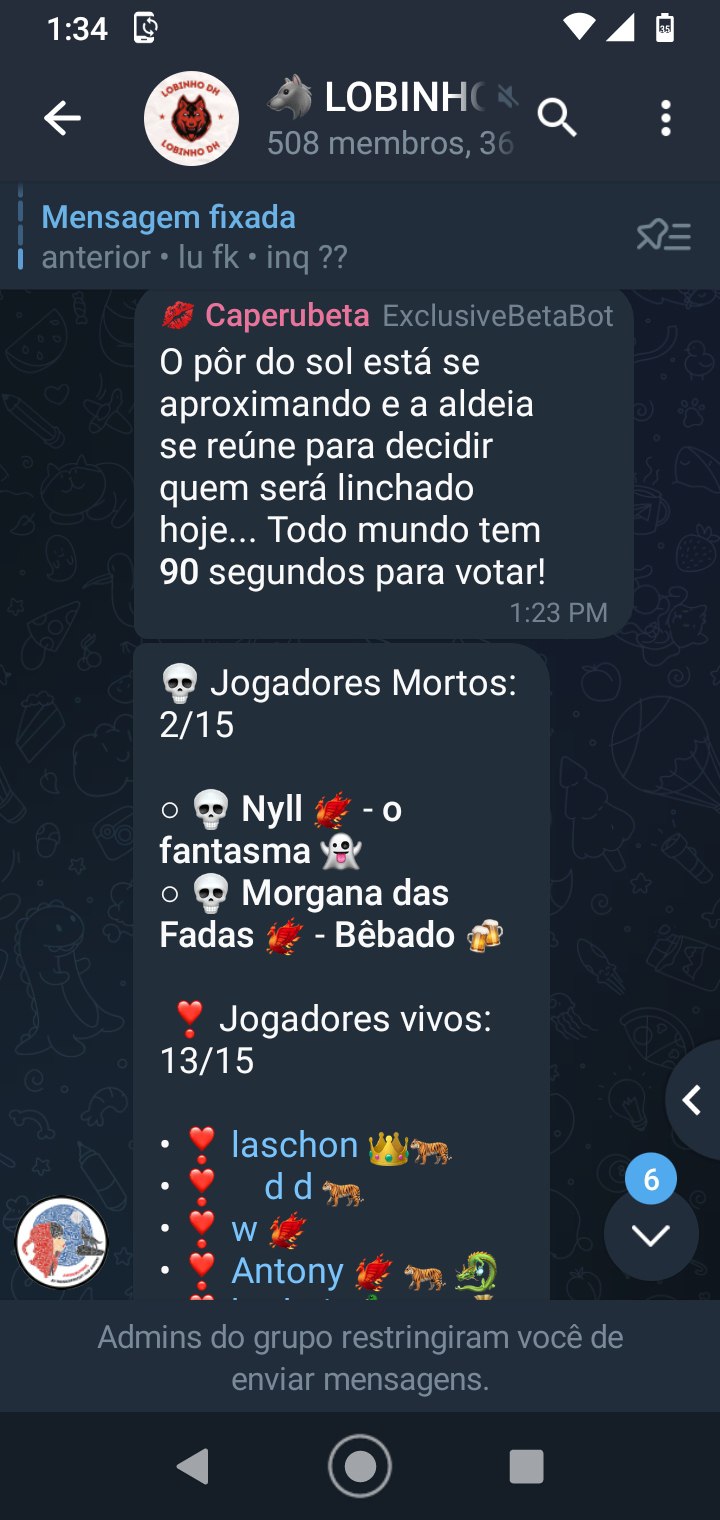 1:34
35
LOBINHO DH
LOBINHO DH
🐺 LOBINHO
508 membros, 36
Mensagem fixada
anterior • lu fk • inq ??
💋 Caperubeta ExclusiveBetaBot
O pôr do sol está se
aproximando e a aldeia
se reúne para decidir
quem será linchado
hoje... Todo mundo tem
90 segundos para votar!
1:23 PM
💀 Jogadores Mortos:
2/15
○ 💀 Nyll 🐦‍🔥 - o
fantasma 👻
○ 💀 Morgana das
Fadas 🐦‍🔥 - Bêbado 🍻
❣️ Jogadores vivos:
13/15
• ❣️ laschon 👑🐅
• ❣️ d d 🐅
• ❣️ w 🐦‍🔥
• ❣️ Antony 🐦‍🔥 🐅 🐉
6
Admins do grupo restringiram você de
enviar mensagens.